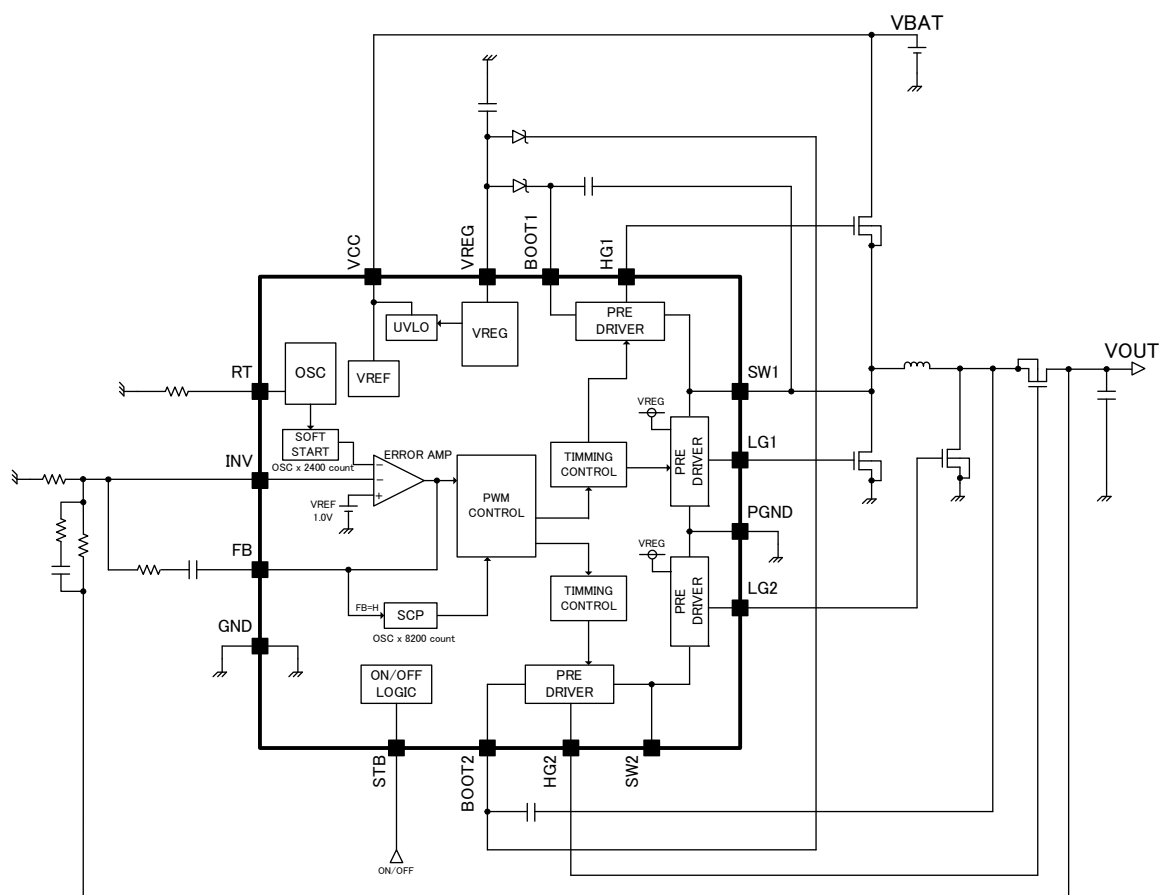 VBAT
VCC
VREG
BOOT1
HG1
UVLO
VREG
PRE
DRIVER
VREF
RT
OSC
SW1
VOUT
VREG
SOFT
START
OSC x 2400 count
ERROR AMP
INV
TIMMING
CONTROL
PRE
DRIVER
LG1
VREF
1.0V
PWM
CONTROL
PGND
VREG
FB
TIMMING
CONTROL
PRE
DRIVER
LG2
FB=H
SCP
OSC x 8200 count
GND
ON/OFF
LOGIC
PRE
DRIVER
STB
BOOT2
HG2
SW2
ON/OFF